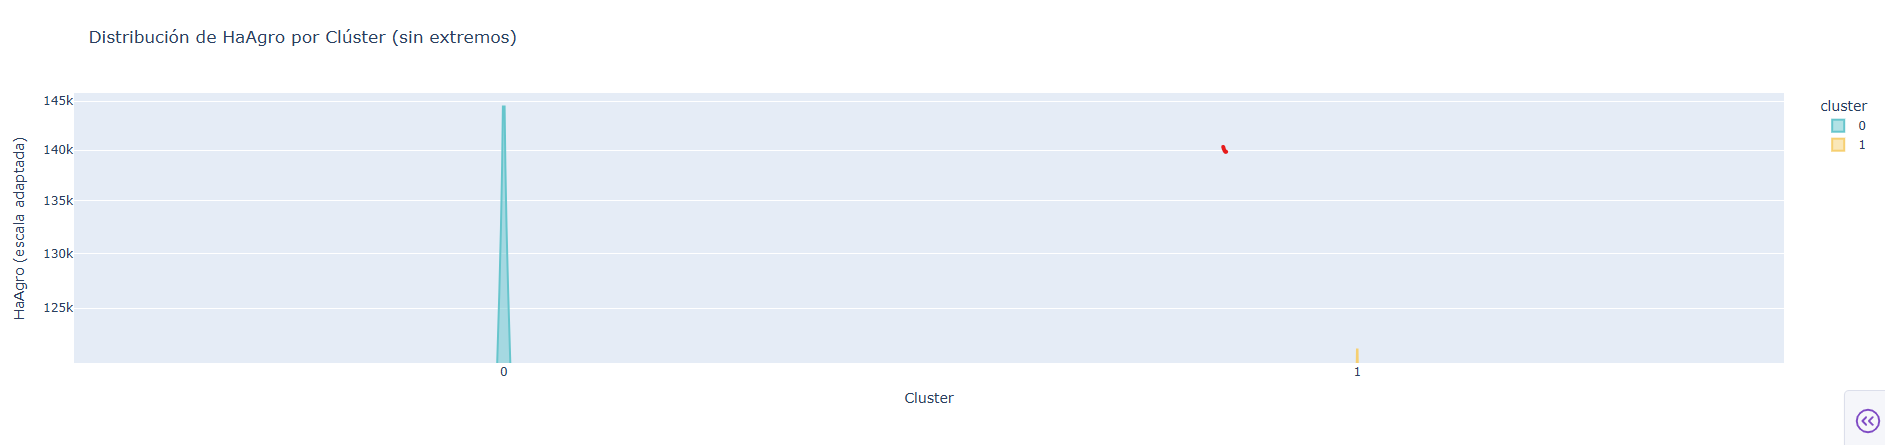 Distribución de HaAgro por Clúster (sin extremos)
145k
140k
135k
130k
125k
HaAgro (escala adaptada)
0
1
Cluster
cluster
0
1